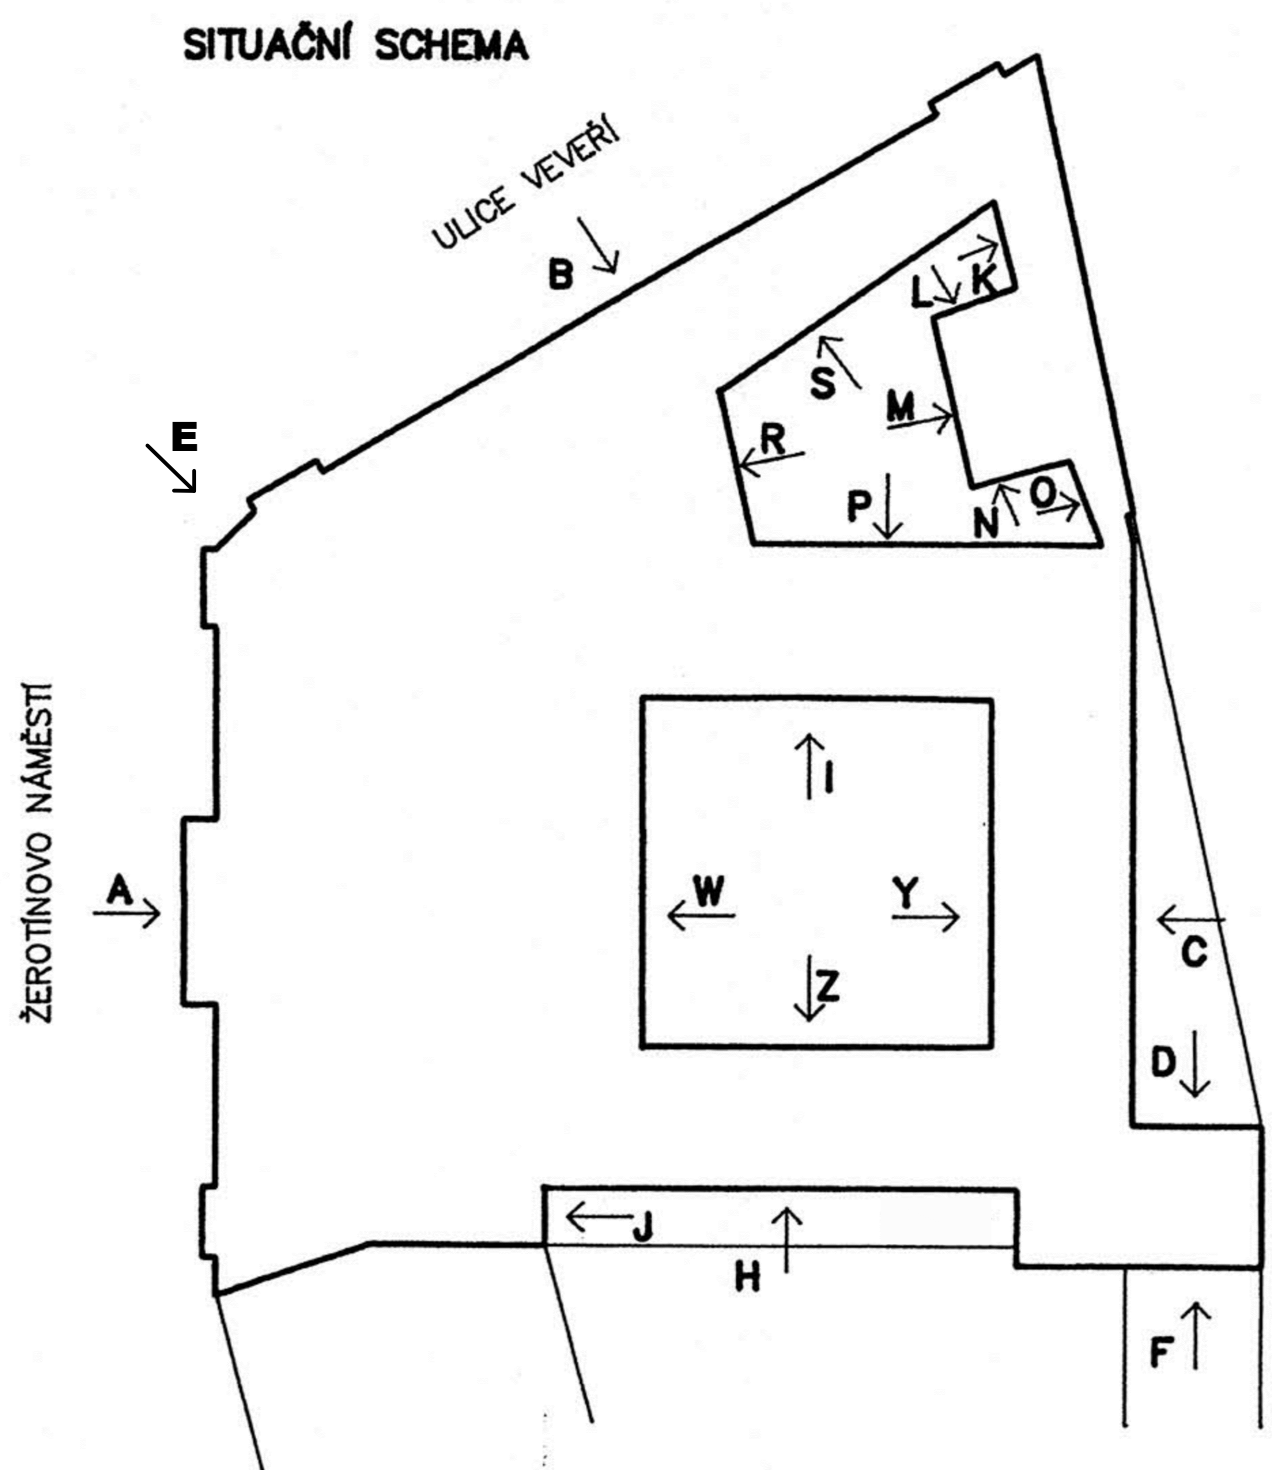 SITUAČNÍ SCHEMA
ULICE VEVEŘÍ
B
E
L
K
S
M
R
P
N
O
ŽEROTÍNOVO NÁMĚSTÍ
I
A
W
Y
C
Z
D
J
H
F